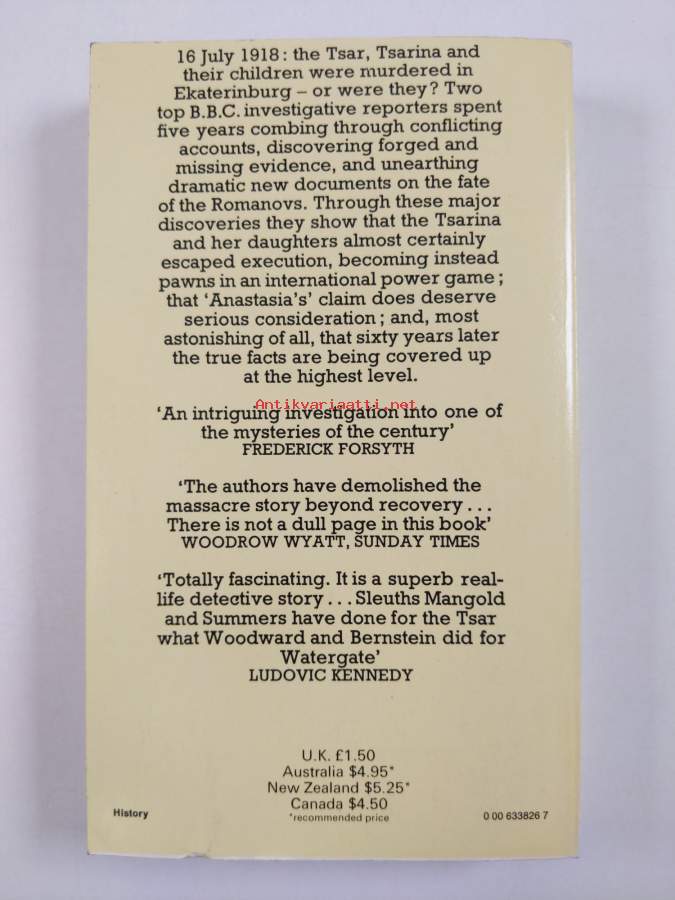 16 July 1918: the Tsar, Tsarina and
their children were murdered in
Ekaterinburg – or were they? Two
top B.B.C. investigative reporters spent
five years combing through conflicting
accounts, discovering forged and
missing evidence, and unearthing
dramatic new documents on the fate
of the Romanovs. Through these major
discoveries they show that the Tsarina
and her daughters almost certainly
escaped execution, becoming instead
pawns in an international power game;
that ‘Anastasia’s’ claim does deserve
serious consideration; and, most
astonishing of all, that sixty years later
the true facts are being covered up
at the highest level.
Antikvariaatti.net
‘An intriguing investigation into one of
the mysteries of the century’
FREDERICK FORSYTH
‘The authors have demolished the
massacre story beyond recovery...
There is not a dull page in this book’
WOODROW WYATT, SUNDAY TIMES
‘Totally fascinating. It is a superb real-
life detective story... Sleuths Mangold
and Summers have done for the Tsar
what Woodward and Bernstein did for
Watergate’
LUDOVIC KENNEDY
U.K. £1.50
Australia $4.95*
New Zealand $5.25*
Canada $4.50
*recommended price
History
0 00 633826 7